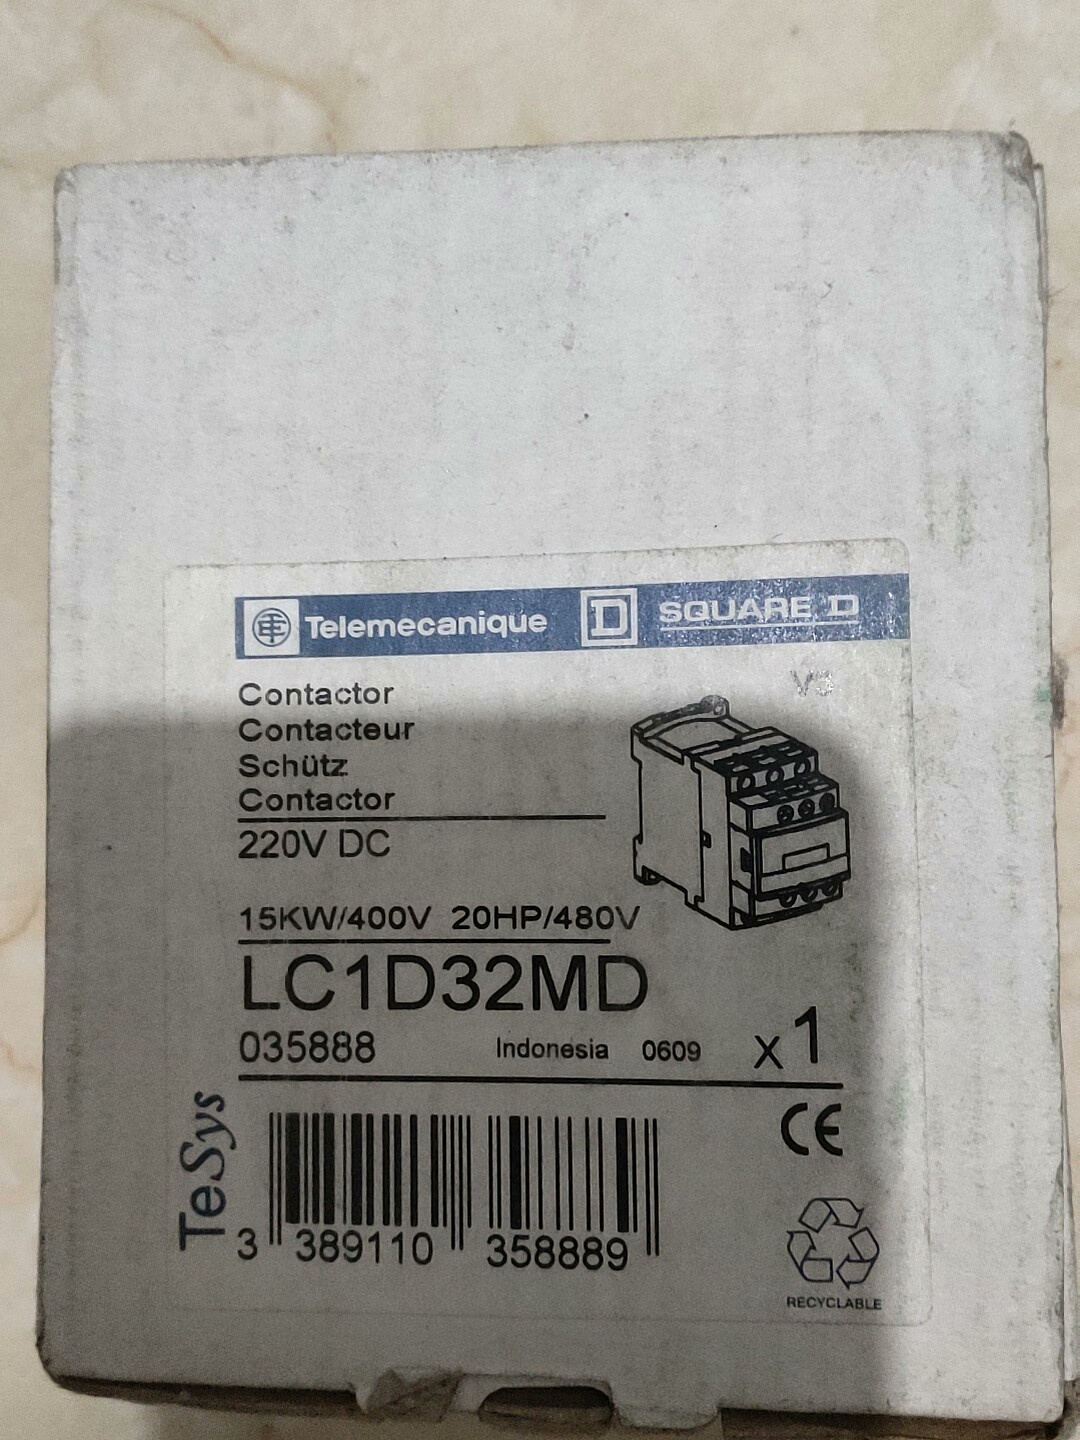 Telemecanique D SQUARE D
V3
Contactor
Contacteur
Schütz
Contactor
220V DC
15KW/400V 20HP/480V
LC1D32MD
035888 Indonesia 0609 x1
TeSys
CE
3 389110 358889
RECYCLABLE